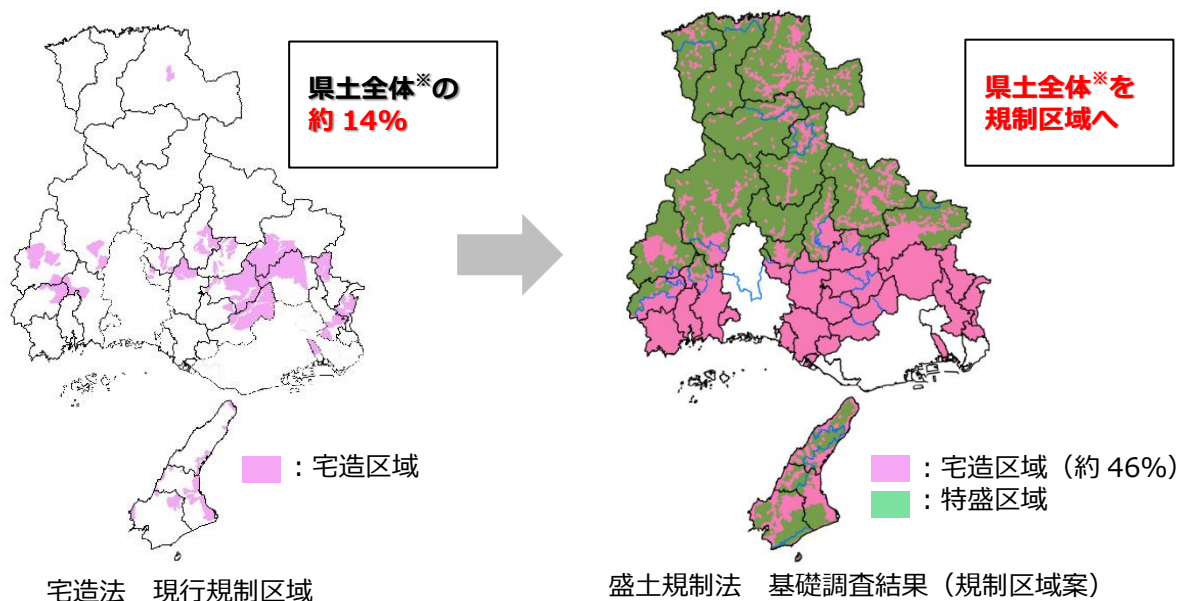 県土全体※の
約 14%
県土全体※を
規制区域へ
：宅造区域
：宅造区域（約 46%）
：特盛区域
宅造法　現行規制区域
盛土規制法　基礎調査結果（規制区域案）